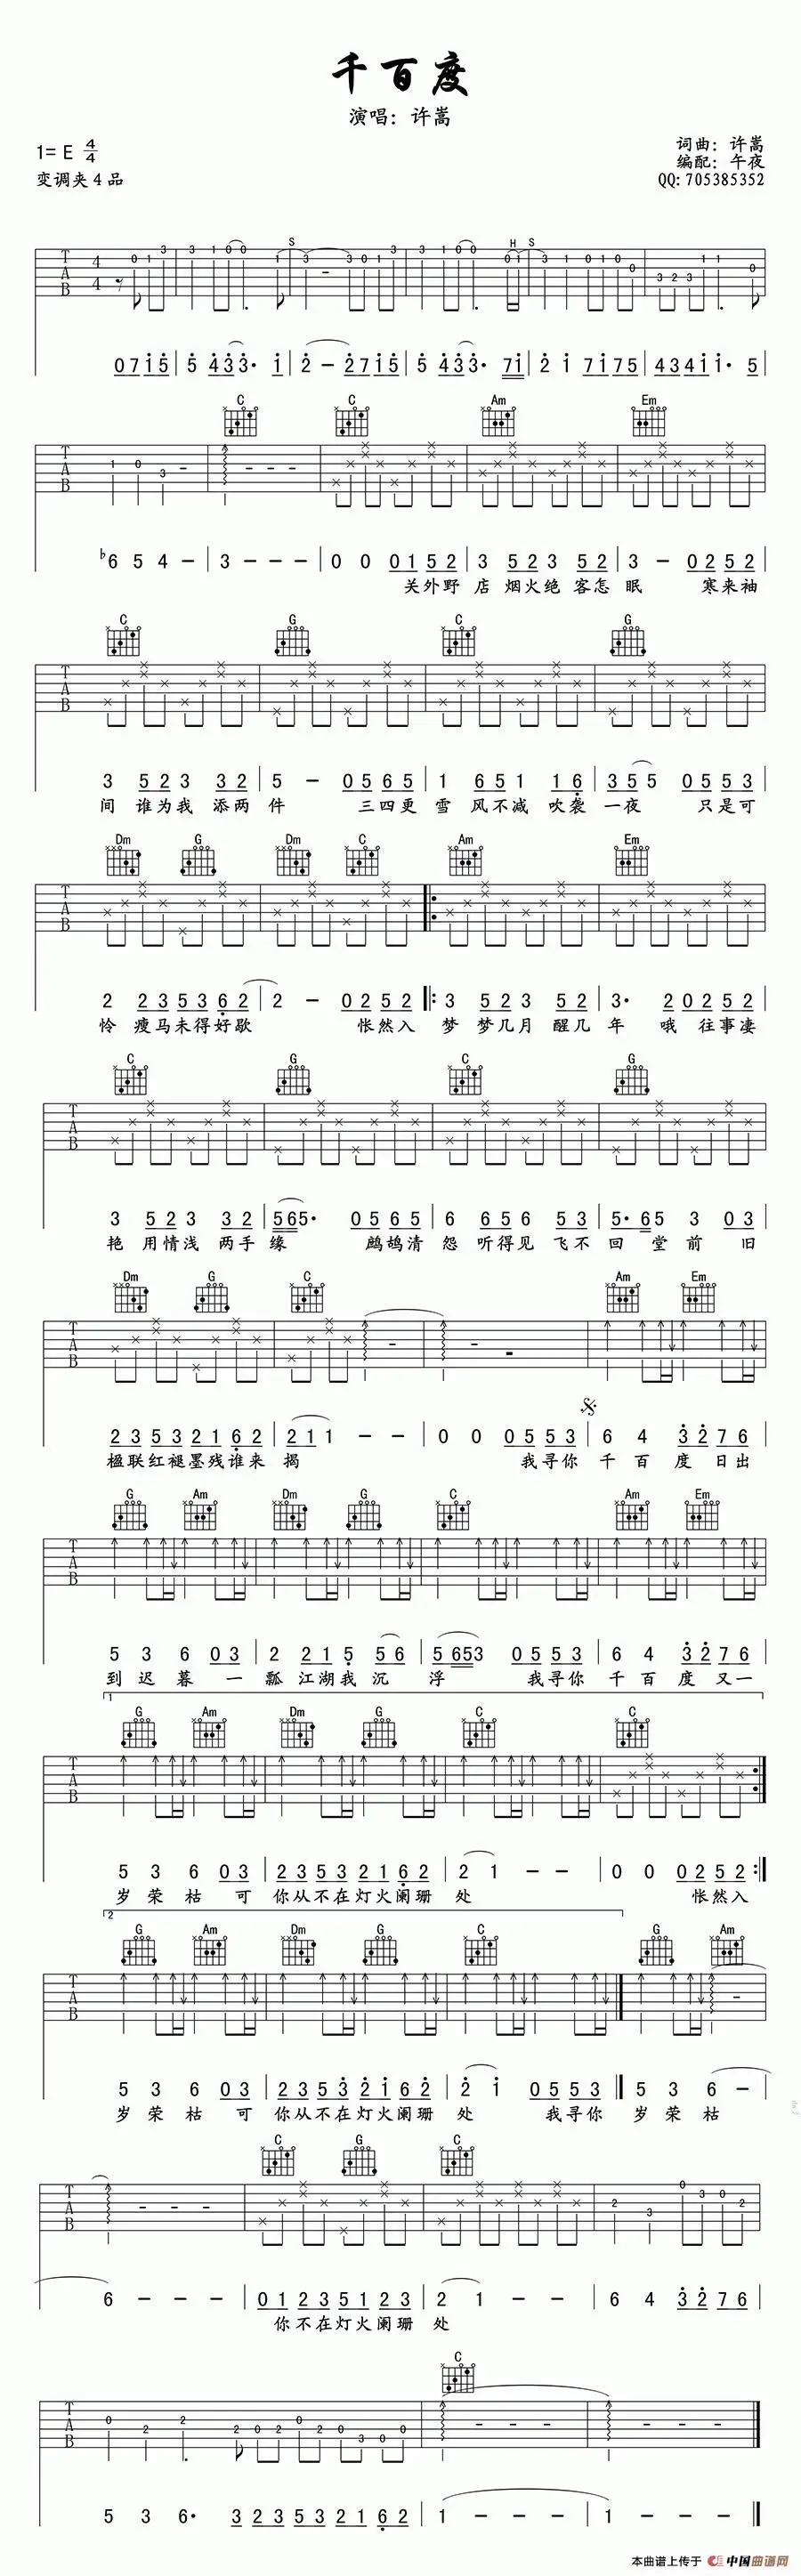 千百度
演唱：许嵩
1= E 4/4
词曲：许嵩
变调夹 4 品
编配：午夜
QQ:705385352
S H S
0 7 1 5 | 5 4 3 3· 1 | 2 － 2 7 1 5 | 5 4 3 3· 7 1 | 2 1 7 1 7 5 | 4 3 4 1 1· 5 |
C C Am Em
♭6 5 4 － | 3 － － － | 0 0 0 1 5 2 | 3 5 2 3 5 2 | 3 － 0 2 5 2 |
关外野 店 烟火绝 客怎 眠 寒来袖
C G C G
3 5 2 3 3 2 | 5 － 0 5 6 5 | 1 6 5 1 1 6 | 3 5 5 0 5 5 3 |
间 谁为我 添两 件 三四更 雪 风不减 吹袭 一夜 只是可
Dm G Dm C Am Em
2 2 3 5 3 6 2 | 2 － 0 2 5 2 ‖: 3 5 2 3 5 2 | 3· 2 0 2 5 2 |
怜 瘦马未得好歇 怅然入 梦 梦几月 醒几 年 哦 往事凄
C G C G
3 5 2 3 3 2 | 5 6 5· 0 5 6 5 | 6 6 5 6 5 3 | 5· 6 5 3 0 3 |
艳 用情浅 两手 缘 鹧鸪清 怨 听得见 飞不 回 堂 前 旧
Dm G C Am Em
2 3 5 3 2 1 6 2 | 2 1 1 － － | 0 0 0 5 5 3 | 6 4 3 2 7 6 |
楹联红褪墨残谁来 揭 我寻你 千 百 度 日出
G Am Dm G C Am Em
5 3 6 0 3 | 2 2 1 5 5 6 | 5 6 5 3 0 5 5 3 | 6 4 3 2 7 6 |
到 迟 暮 一 瓢 江湖我 沉 浮 我寻你 千 百 度 又一
1
G Am Dm G C C
5 3 6 0 3 | 2 3 5 3 2 1 6 2 | 2 1 － － | 0 0 0 2 5 2 :‖
岁 荣 枯 可 你从不在灯火阑珊 处 怅然入
2
G Am Dm G C G Am
5 3 6 0 3 | 2 3 5 3 2 1 6 2 | 2 1 0 5 5 3 ‖ 5 3 6 －
岁 荣 枯 可 你从不在灯火阑珊 处 我寻你 岁 荣 枯
C G C
6 － － － | 0 1 2 3 5 1 2 3 | 2 1 － － | 6 4 3 2 7 6 |
你不在灯火阑珊 处
C
5 3 6· 3 2 3 5 3 2 1 6 2 | 1 － － － | 1 － － － ‖
本曲谱上传于 中国曲谱网